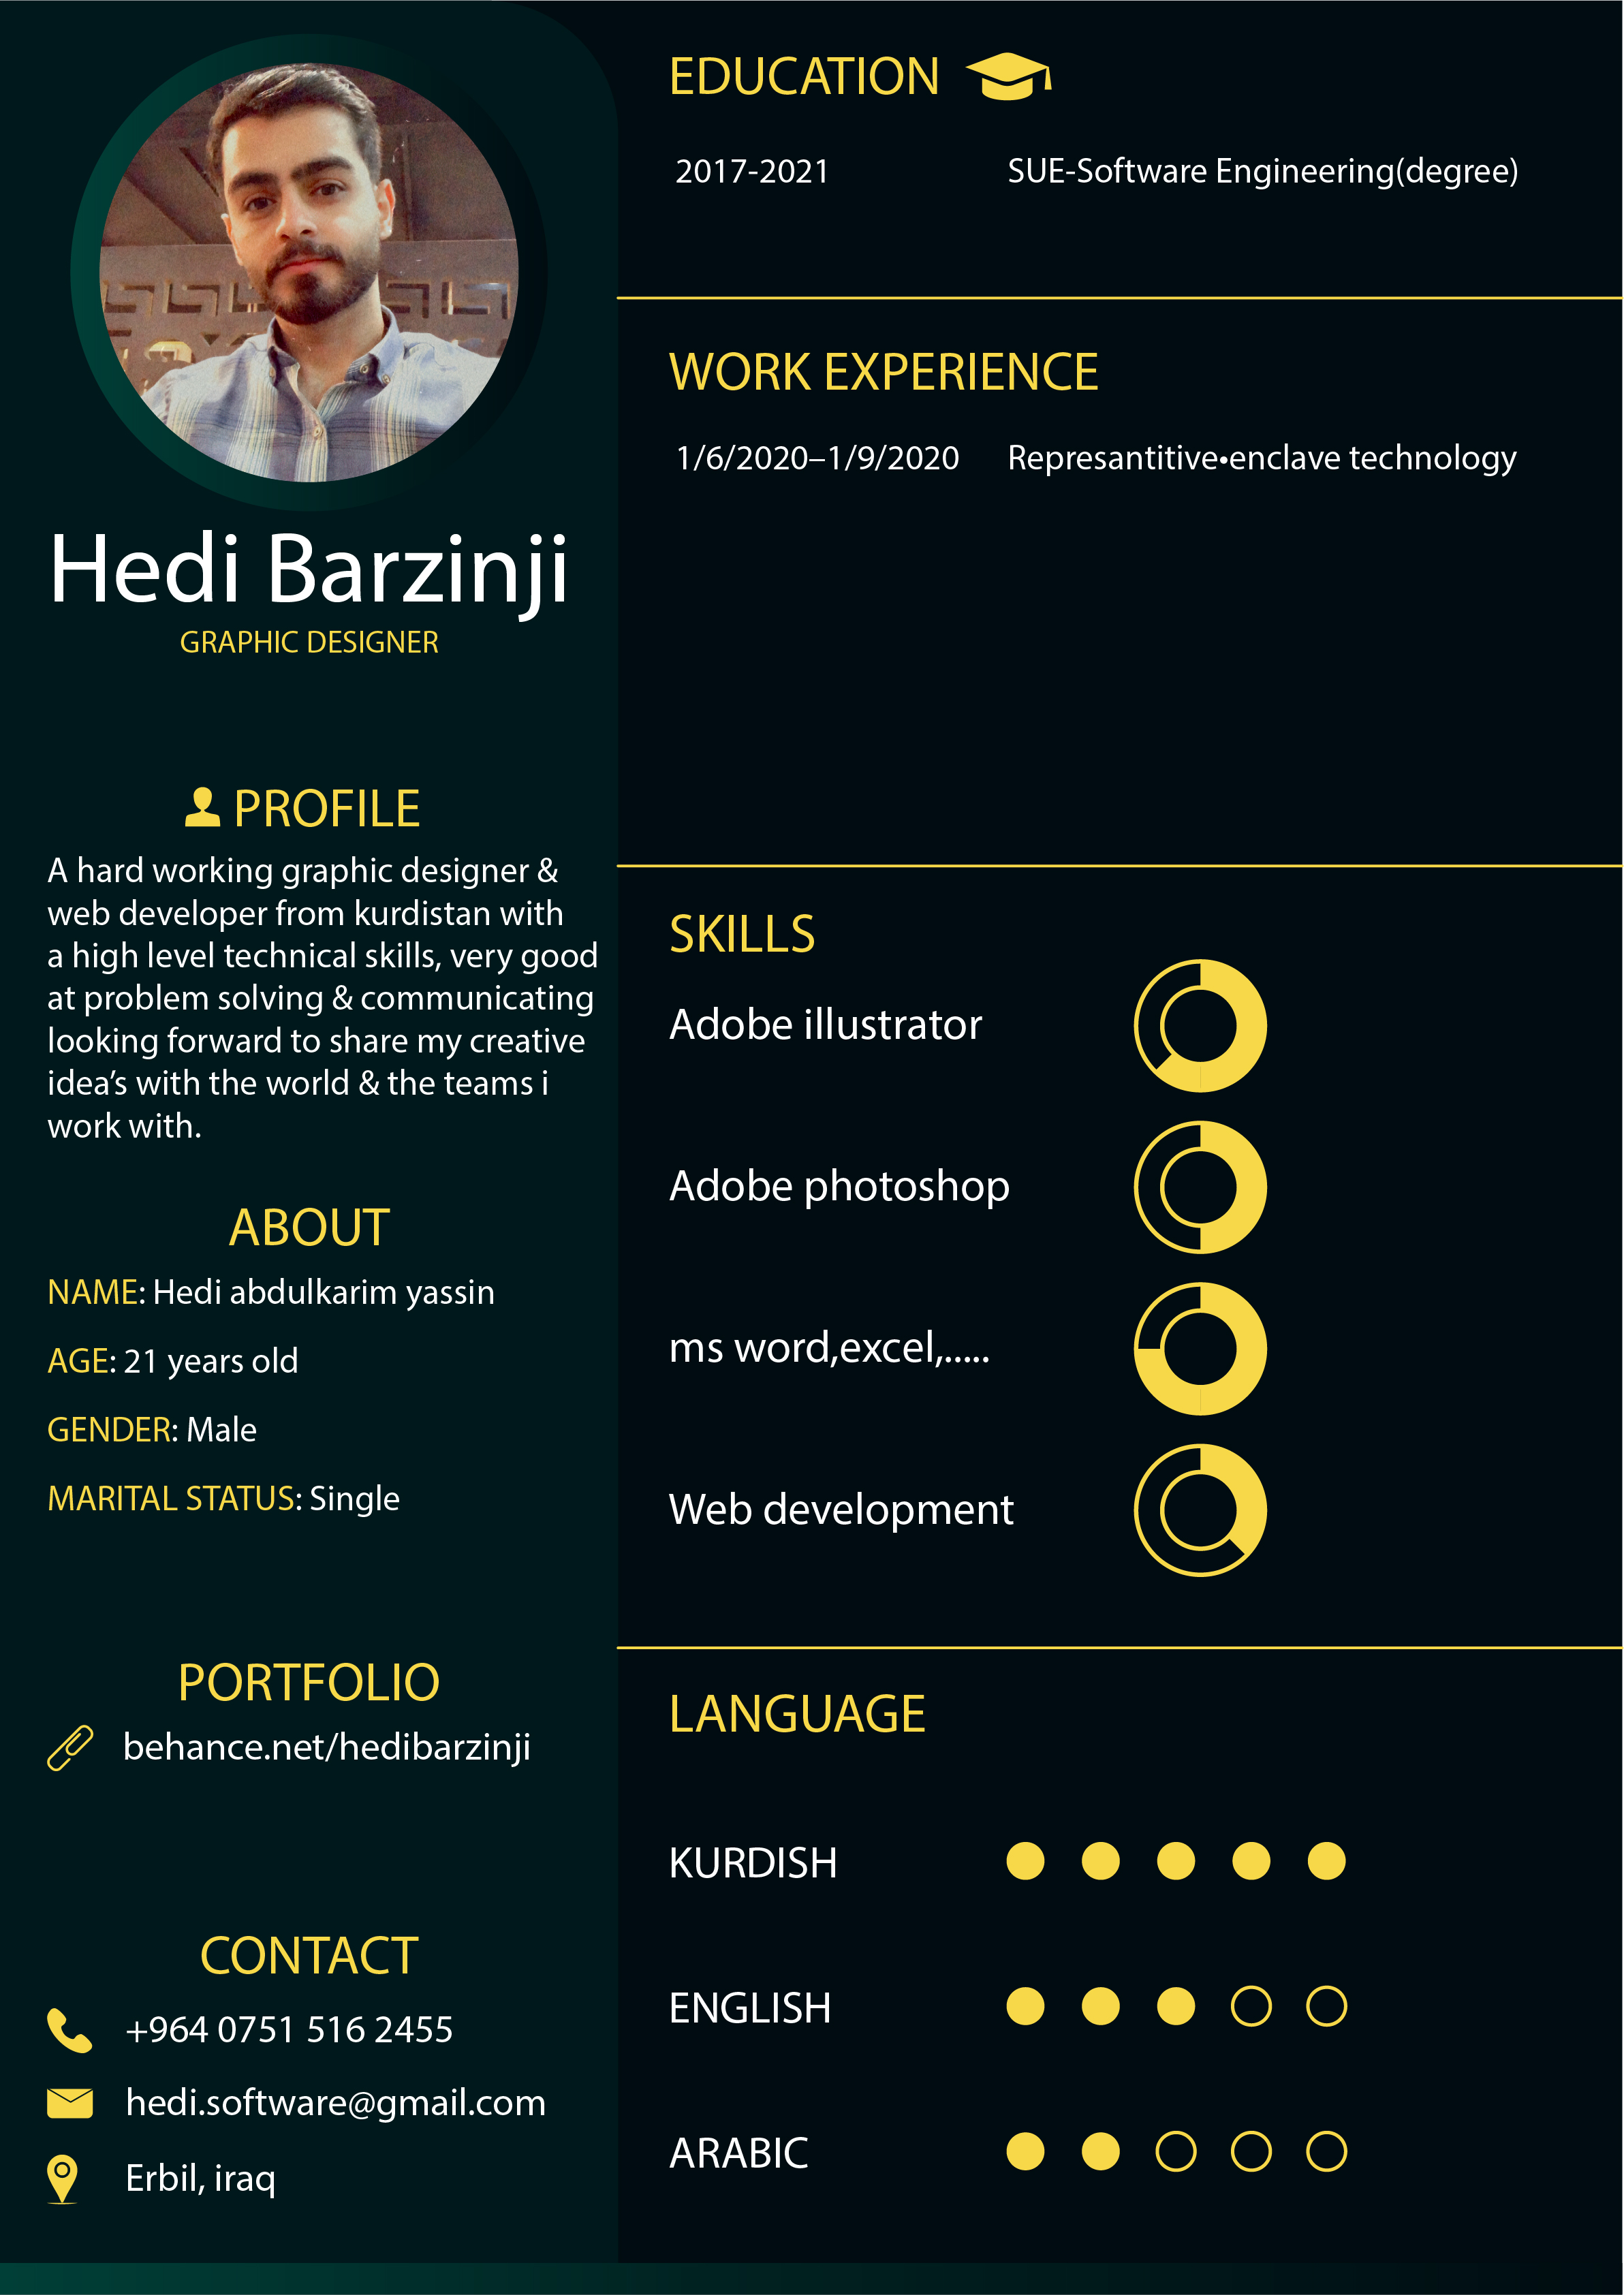 Hedi Barzinji
GRAPHIC DESIGNER
PROFILE
A hard working graphic designer &
web developer from kurdistan with
a high level technical skills, very good
at problem solving & communicating
looking forward to share my creative
idea’s with the world & the teams i
work with.
ABOUT
NAME: Hedi abdulkarim yassin
AGE: 21 years old
GENDER: Male
MARITAL STATUS: Single
PORTFOLIO
behance.net/hedibarzinji
CONTACT
+964 0751 516 2455
hedi.software@gmail.com
Erbil, iraq
EDUCATION
2017-2021 SUE-Software Engineering(degree)
WORK EXPERIENCE
1/6/2020–1/9/2020 Represantitive•enclave technology
SKILLS
Adobe illustrator
Adobe photoshop
ms word,excel,.....
Web development
LANGUAGE
KURDISH
ENGLISH
ARABIC